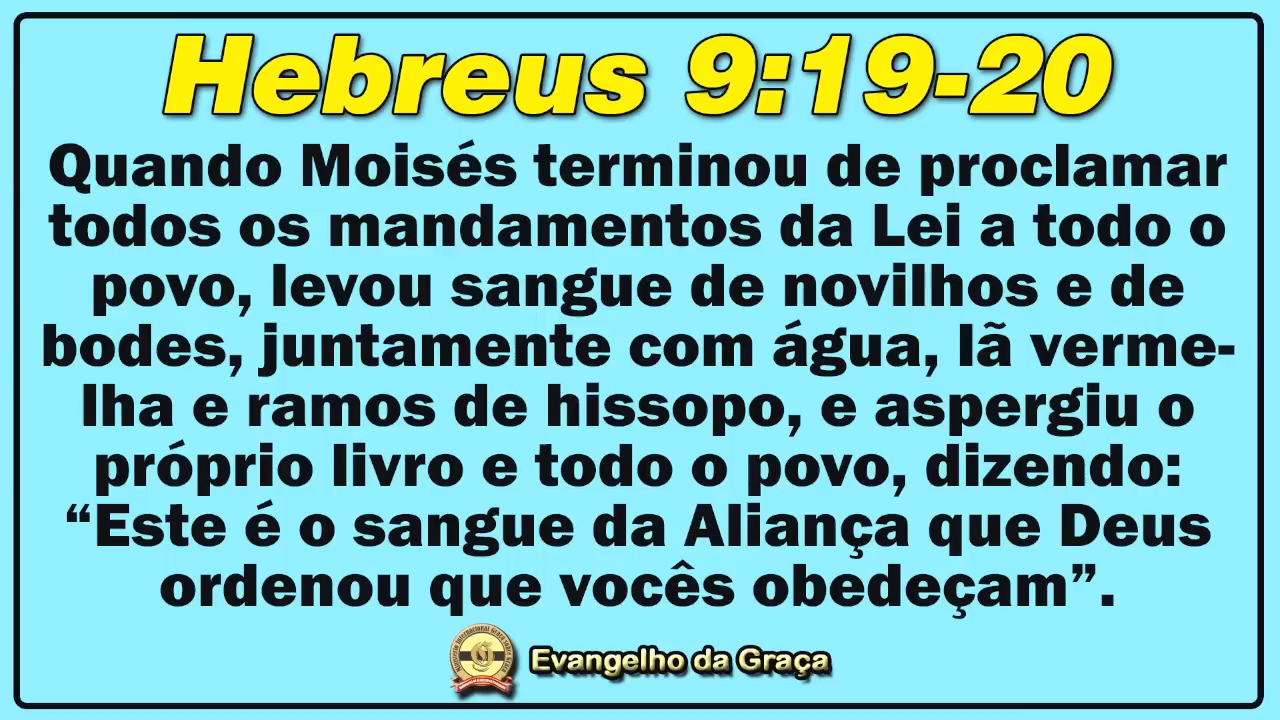 Hebreus 9:19-20
Quando Moisés terminou de proclamar
todos os mandamentos da Lei a todo o
povo, levou sangue de novilhos e de
bodes, juntamente com água, lã verme-
lha e ramos de hissopo, e aspergiu o
próprio livro e todo o povo, dizendo:
“Este é o sangue da Aliança que Deus
ordenou que vocês obedeçam”.
Evangelho da Graça